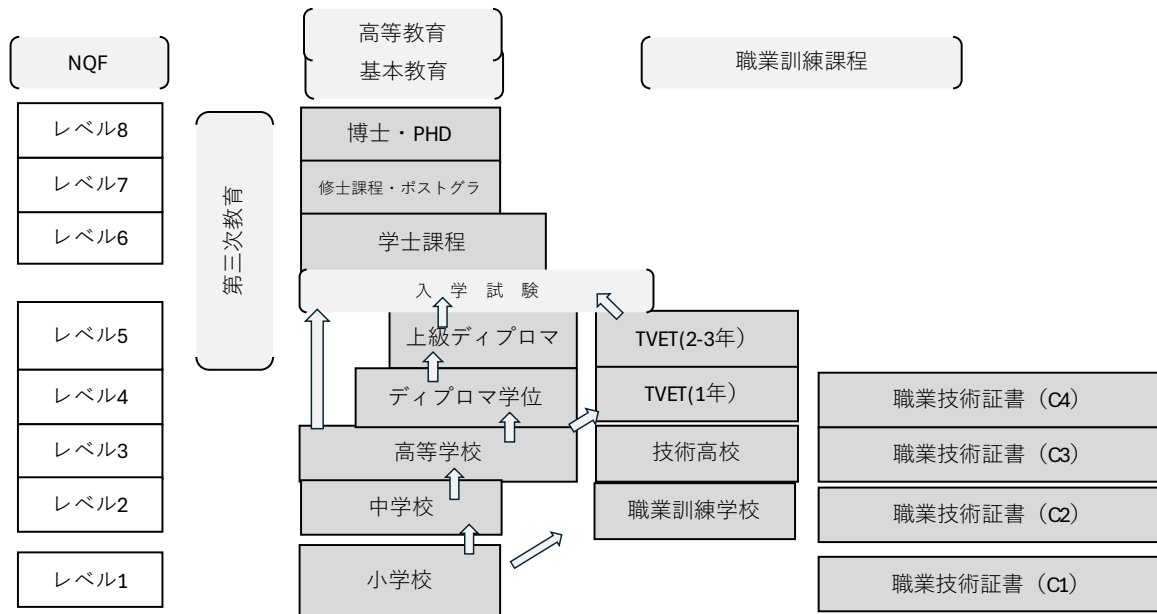 高等教育
NQF
基本教育
職業訓練課程
レベル8
博士・PHD
レベル7
修士課程・ポストグラ
レベル6
学士課程
第三次教育
入 学 試 験
レベル5
上級ディプロマ
TVET(2-3年)
レベル4
ディプロマ学位
TVET(1年)
職業技術証書(C4)
レベル3
高等学校
技術高校
職業技術証書(C3)
レベル2
中学校
職業訓練学校
職業技術証書(C2)
レベル1
小学校
職業技術証書(C1)